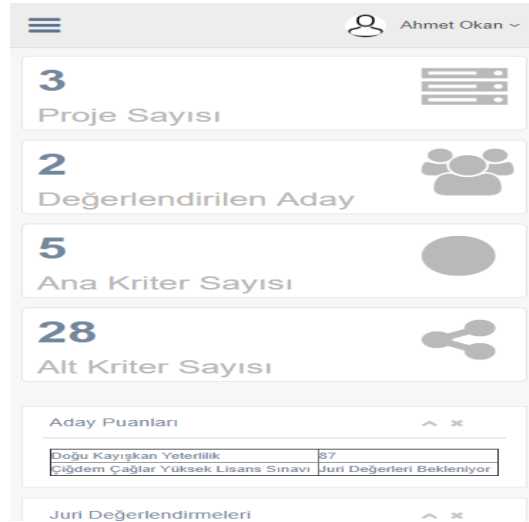 Ahmet Okan
3
Proje Sayısı
2
Değerlendirilen Aday
5
Ana Kriter Sayısı
28
Alt Kriter Sayısı
Aday Puanları
Doğu Kayışkan Yeterlilik 87
Çiğdem Çağlar Yüksek Lisans Sınavı Juri Değerleri Bekleniyor
Juri Değerlendirmeleri